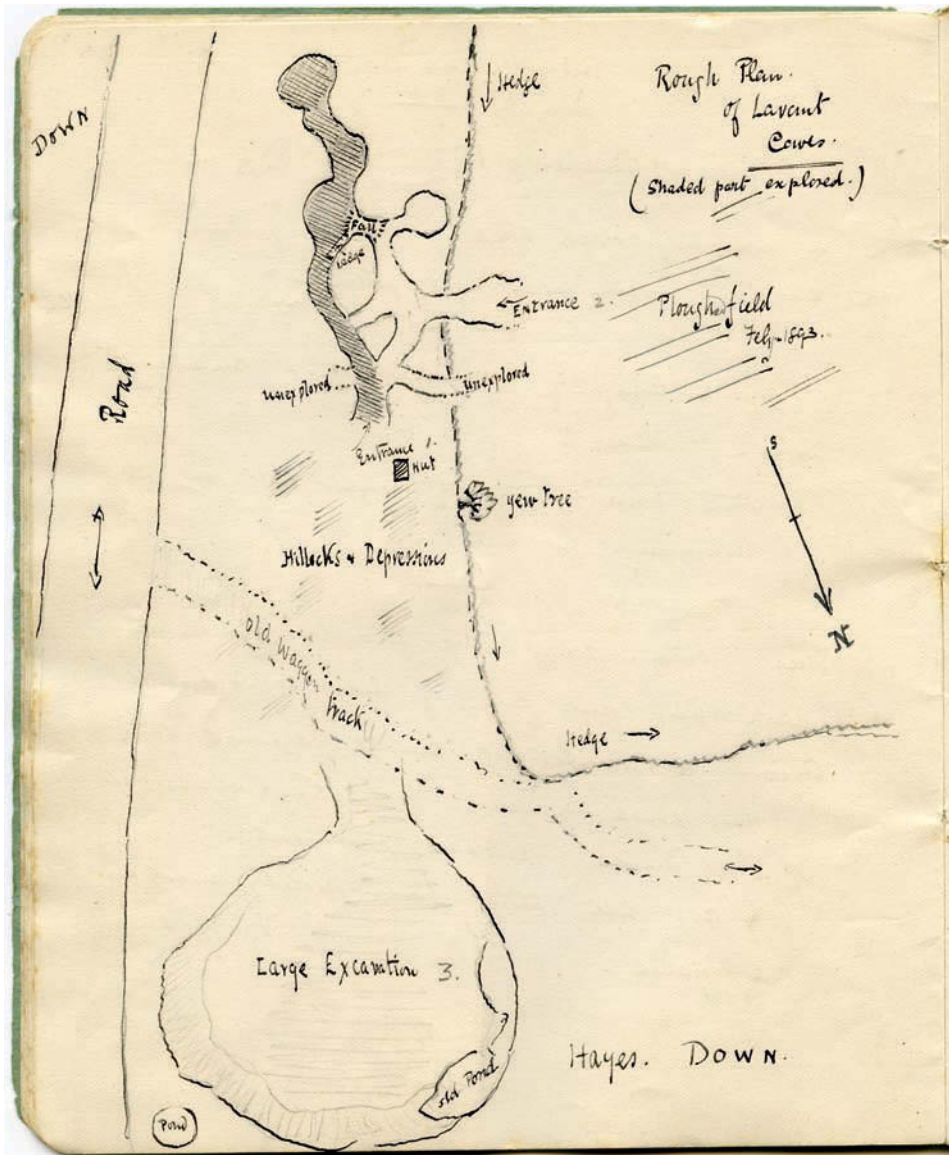 Rough Plan.
of Lavant
Caves.
(Shaded part explored.)
DOWN
Hedge
Fall
Ledge
Entrance 2.
Ploughed field
Feby 1893.
Road
unexplored
unexplored
Entrance 1.
Hut
S
yew tree
Hillocks & Depressions
N
old Waggon
track
Hedge
Large Excavation 3.
old Pond
Hayes. DOWN.
Pond